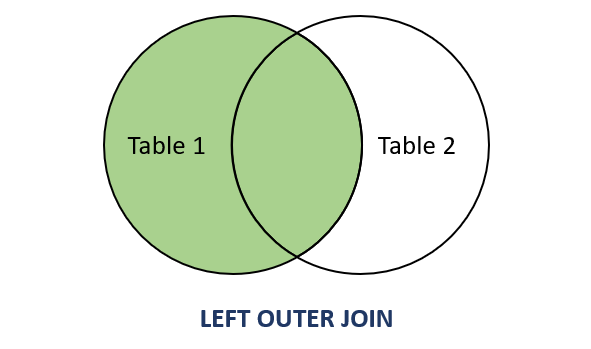 Table 1
Table 2
LEFT OUTER JOIN